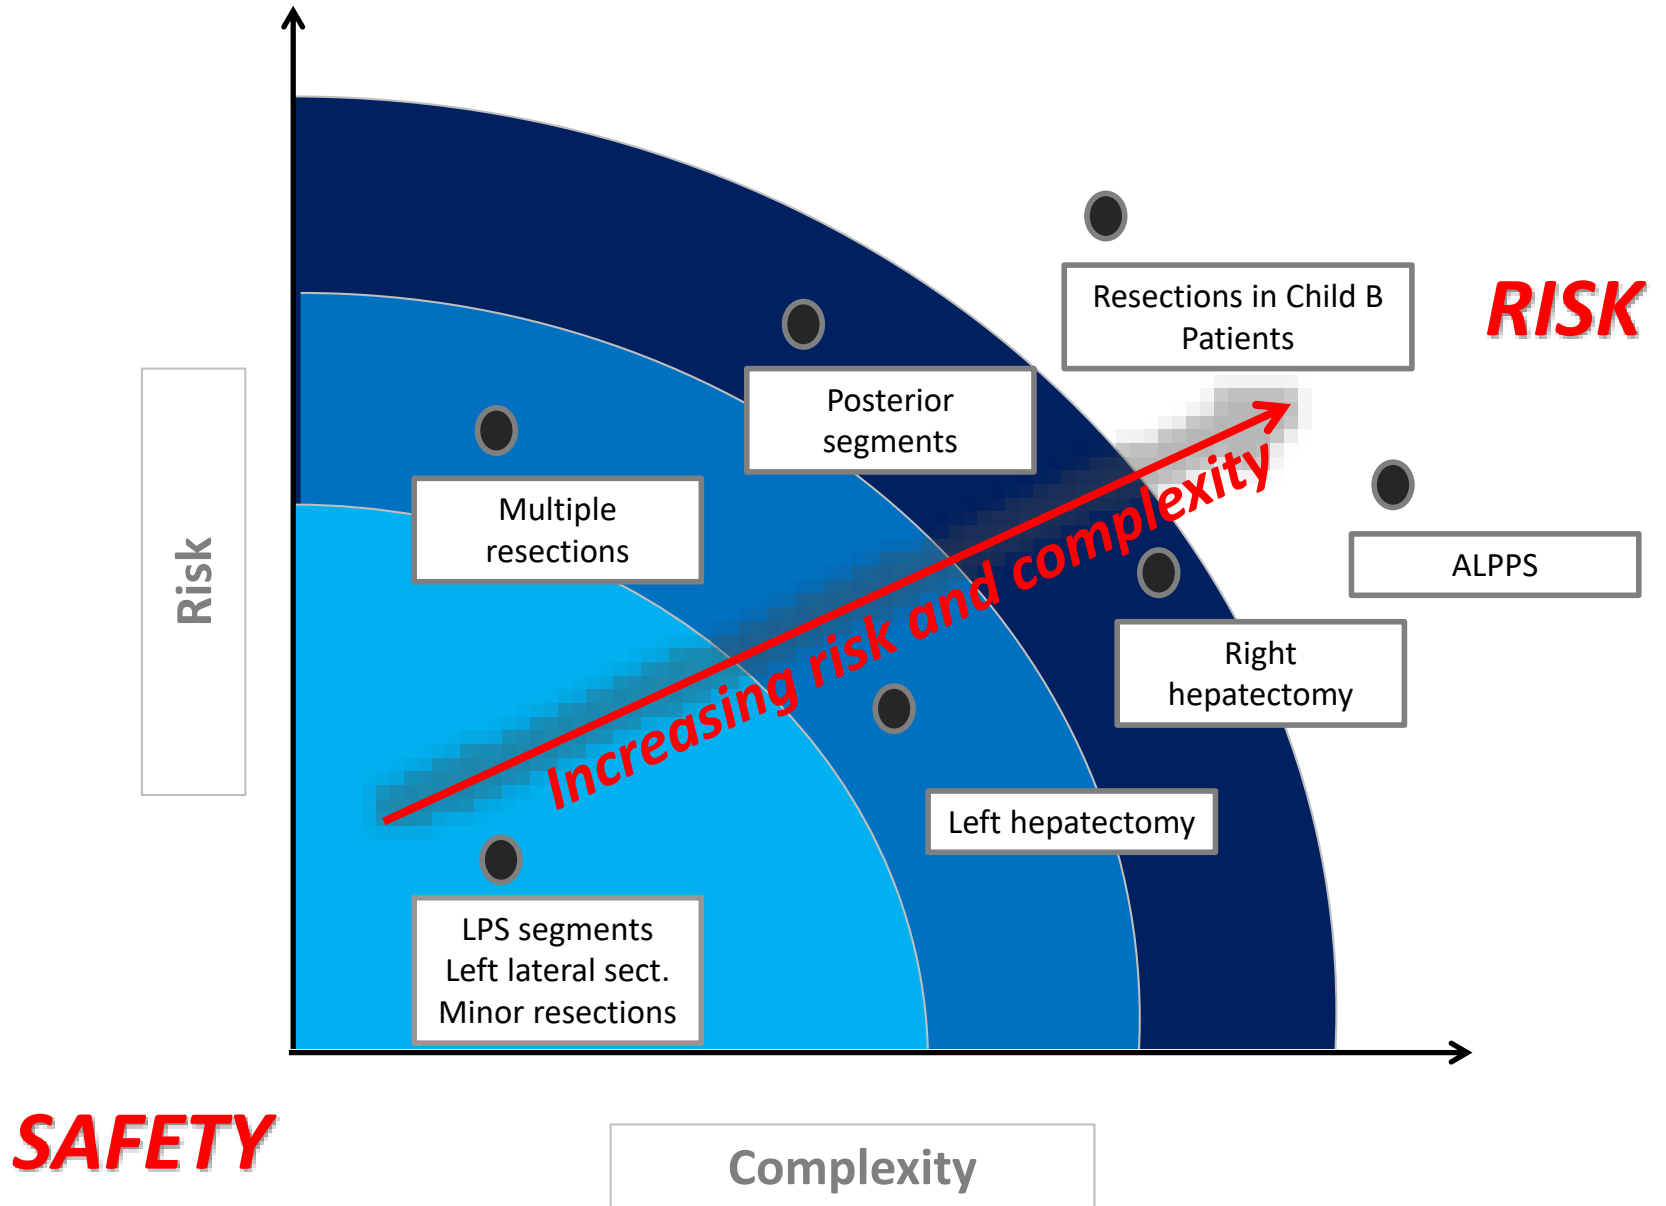 Resections in Child B
Patients
RISK
Posterior
segments
Multiple
resections
Increasing risk and complexity
ALPPS
Risk
Right
hepatectomy
Left hepatectomy
LPS segments
Left lateral sect.
Minor resections
SAFETY
Complexity